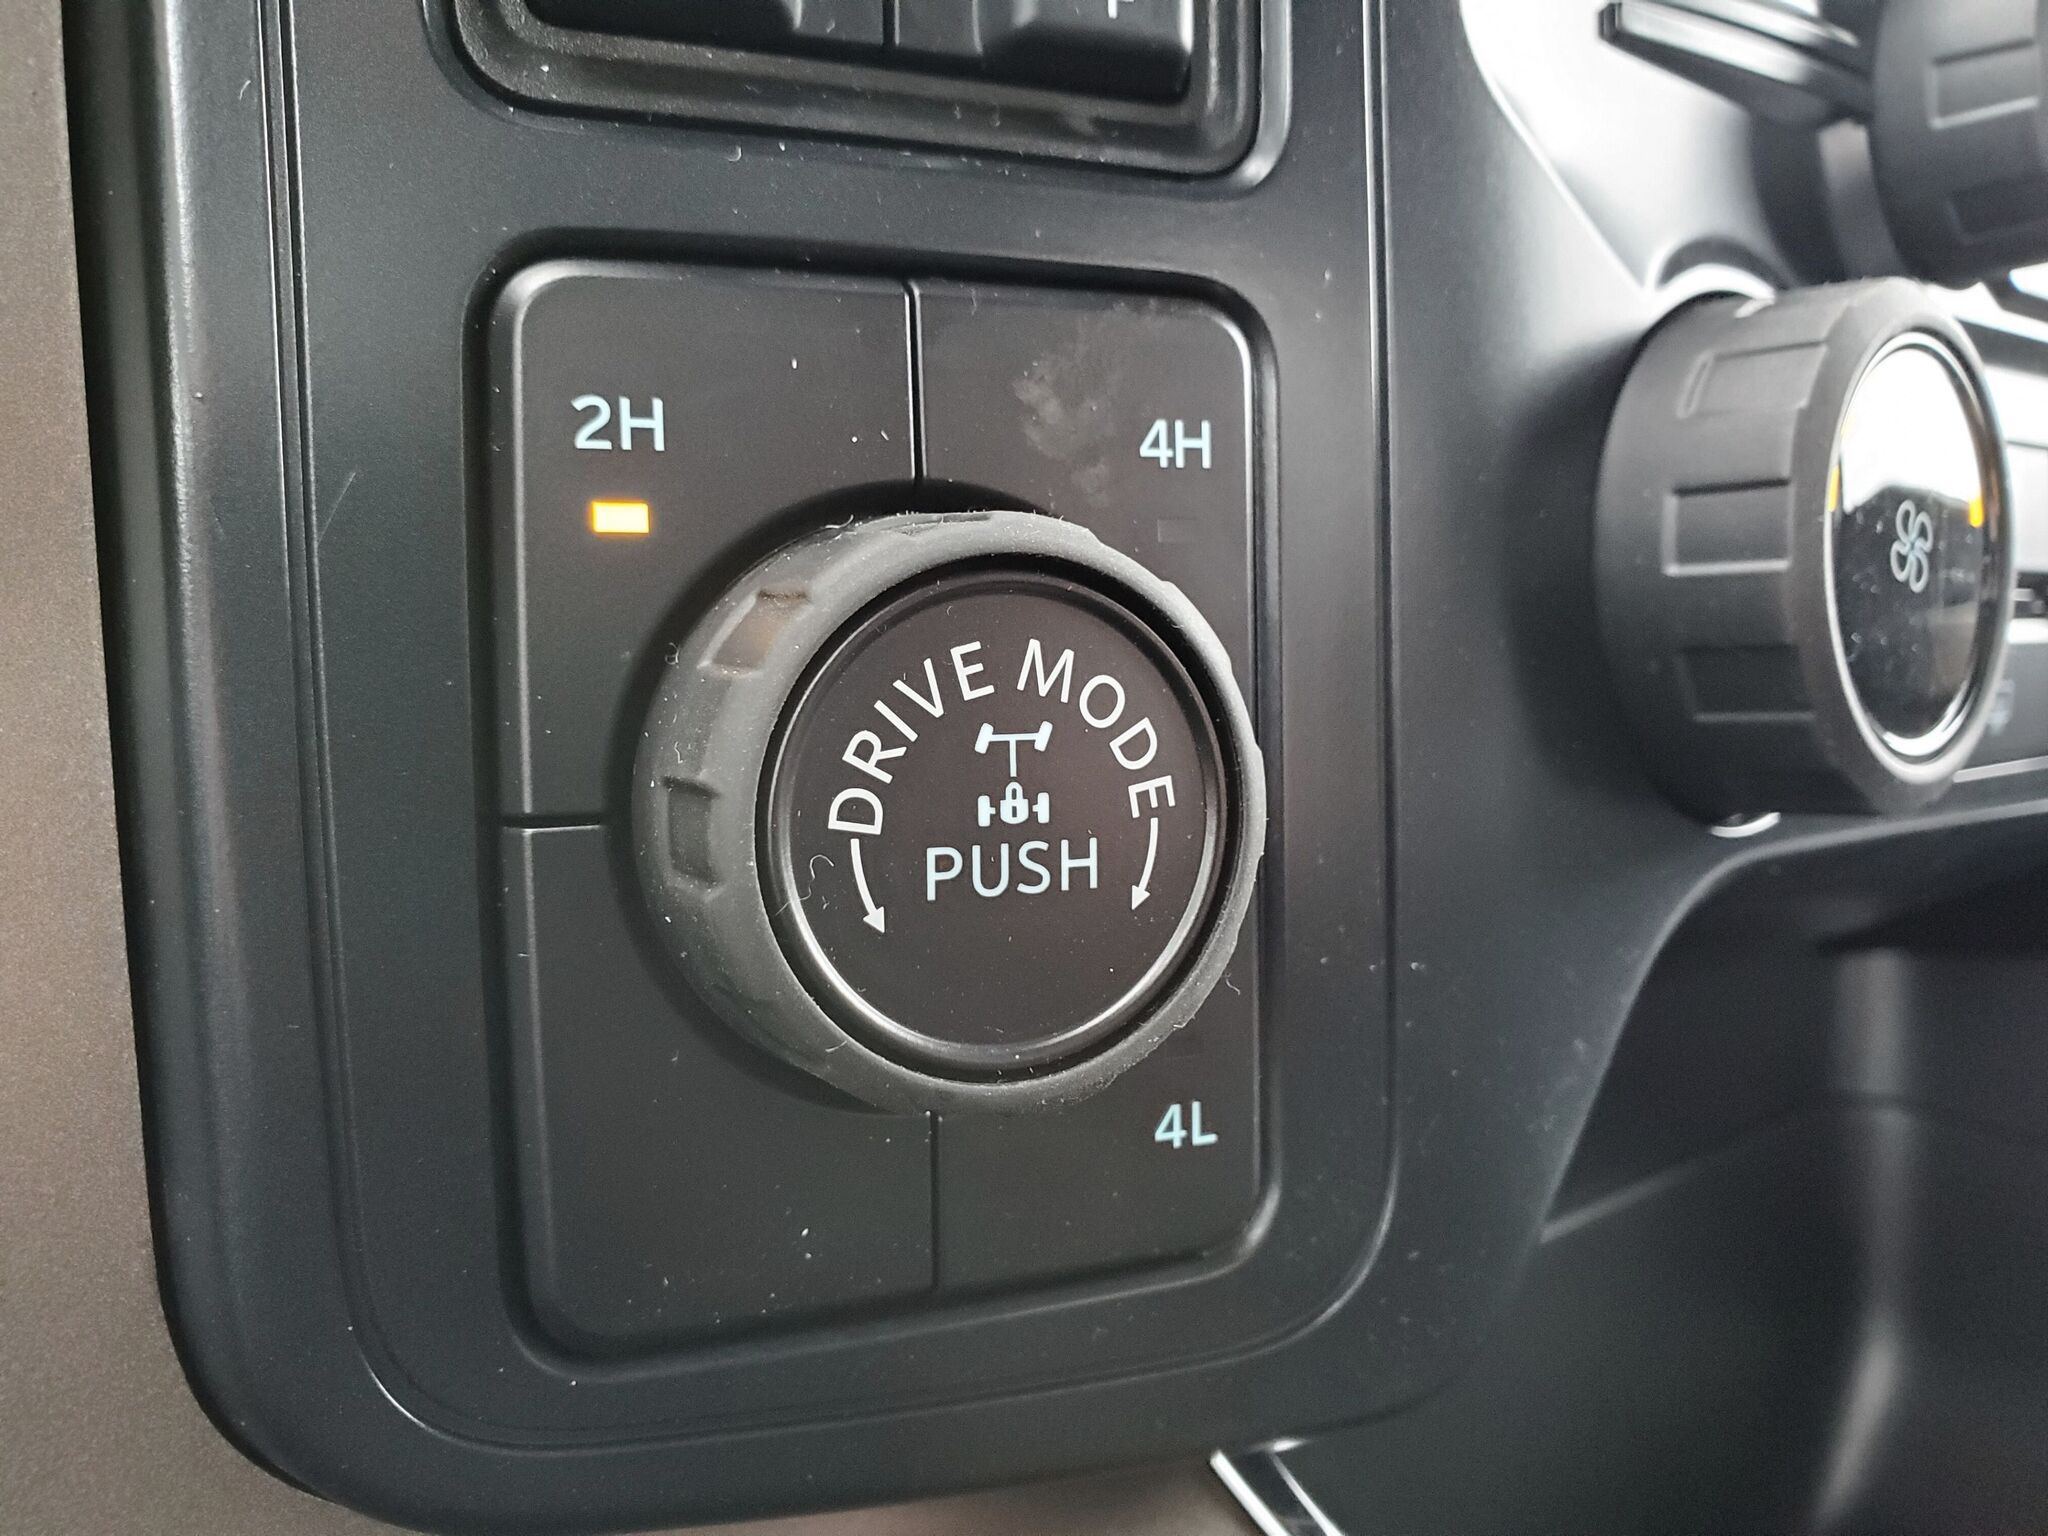 2H
4H
DRIVE MODE
PUSH
4L